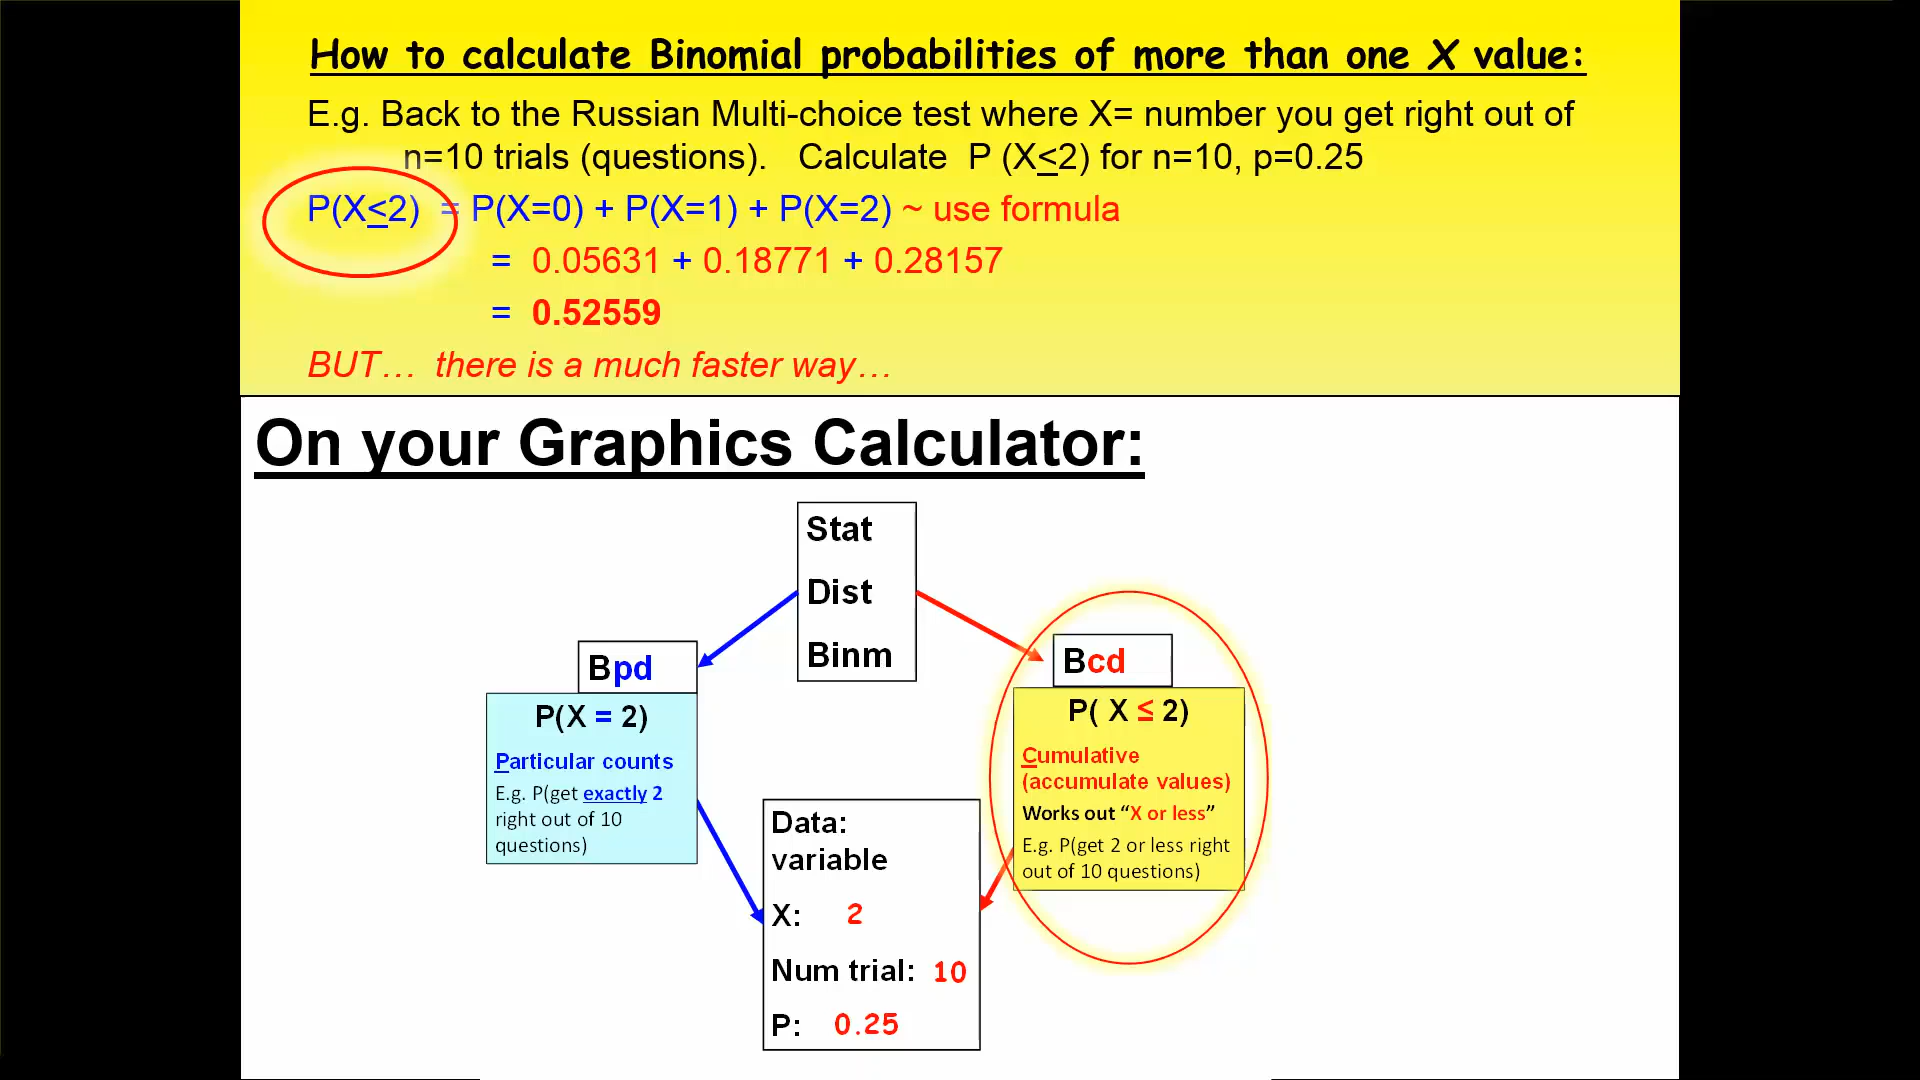 How to calculate Binomial probabilities of more than one X value:
E.g. Back to the Russian Multi-choice test where X= number you get right out of
n=10 trials (questions). Calculate P (X≤2) for n=10, p=0.25
P(X≤2) = P(X=0) + P(X=1) + P(X=2) ~ use formula
= 0.05631 + 0.18771 + 0.28157
= 0.52559
BUT… there is a much faster way…
On your Graphics Calculator:
Stat
Dist
Binm
Bpd
P(X = 2)
Particular counts
E.g. P(get exactly 2
right out of 10
questions)
Bcd
P( X ≤ 2)
Cumulative
(accumulate values)
Works out “X or less”
E.g. P(get 2 or less right
out of 10 questions)
Data:
variable
X: 2
Num trial: 10
P: 0.25